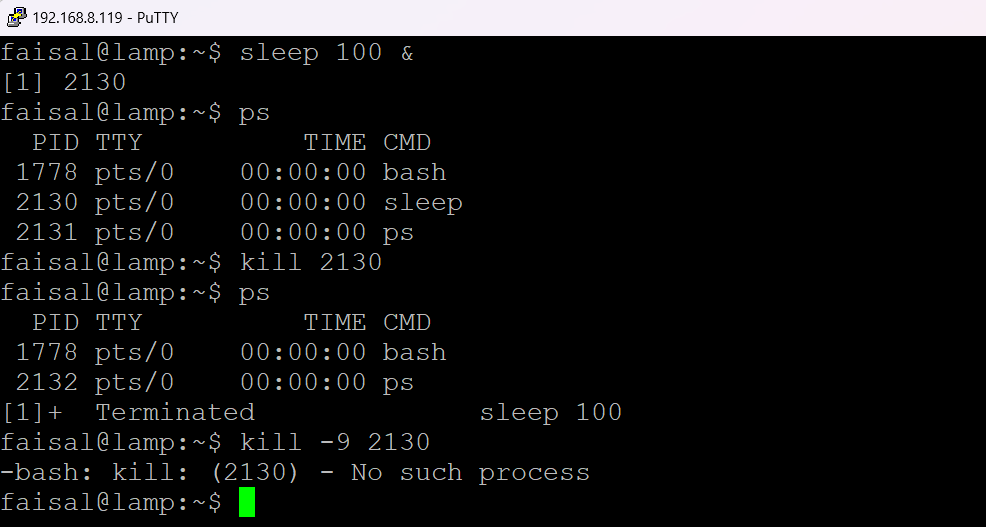 192.168.8.119 - PuTTY
faisal@lamp:~$ sleep 100 &
[1] 2130
faisal@lamp:~$ ps
    PID TTY          TIME CMD
   1778 pts/0    00:00:00 bash
   2130 pts/0    00:00:00 sleep
   2131 pts/0    00:00:00 ps
faisal@lamp:~$ kill 2130
faisal@lamp:~$ ps
    PID TTY          TIME CMD
   1778 pts/0    00:00:00 bash
   2132 pts/0    00:00:00 ps
[1]+  Terminated              sleep 100
faisal@lamp:~$ kill -9 2130
-bash: kill: (2130) - No such process
faisal@lamp:~$